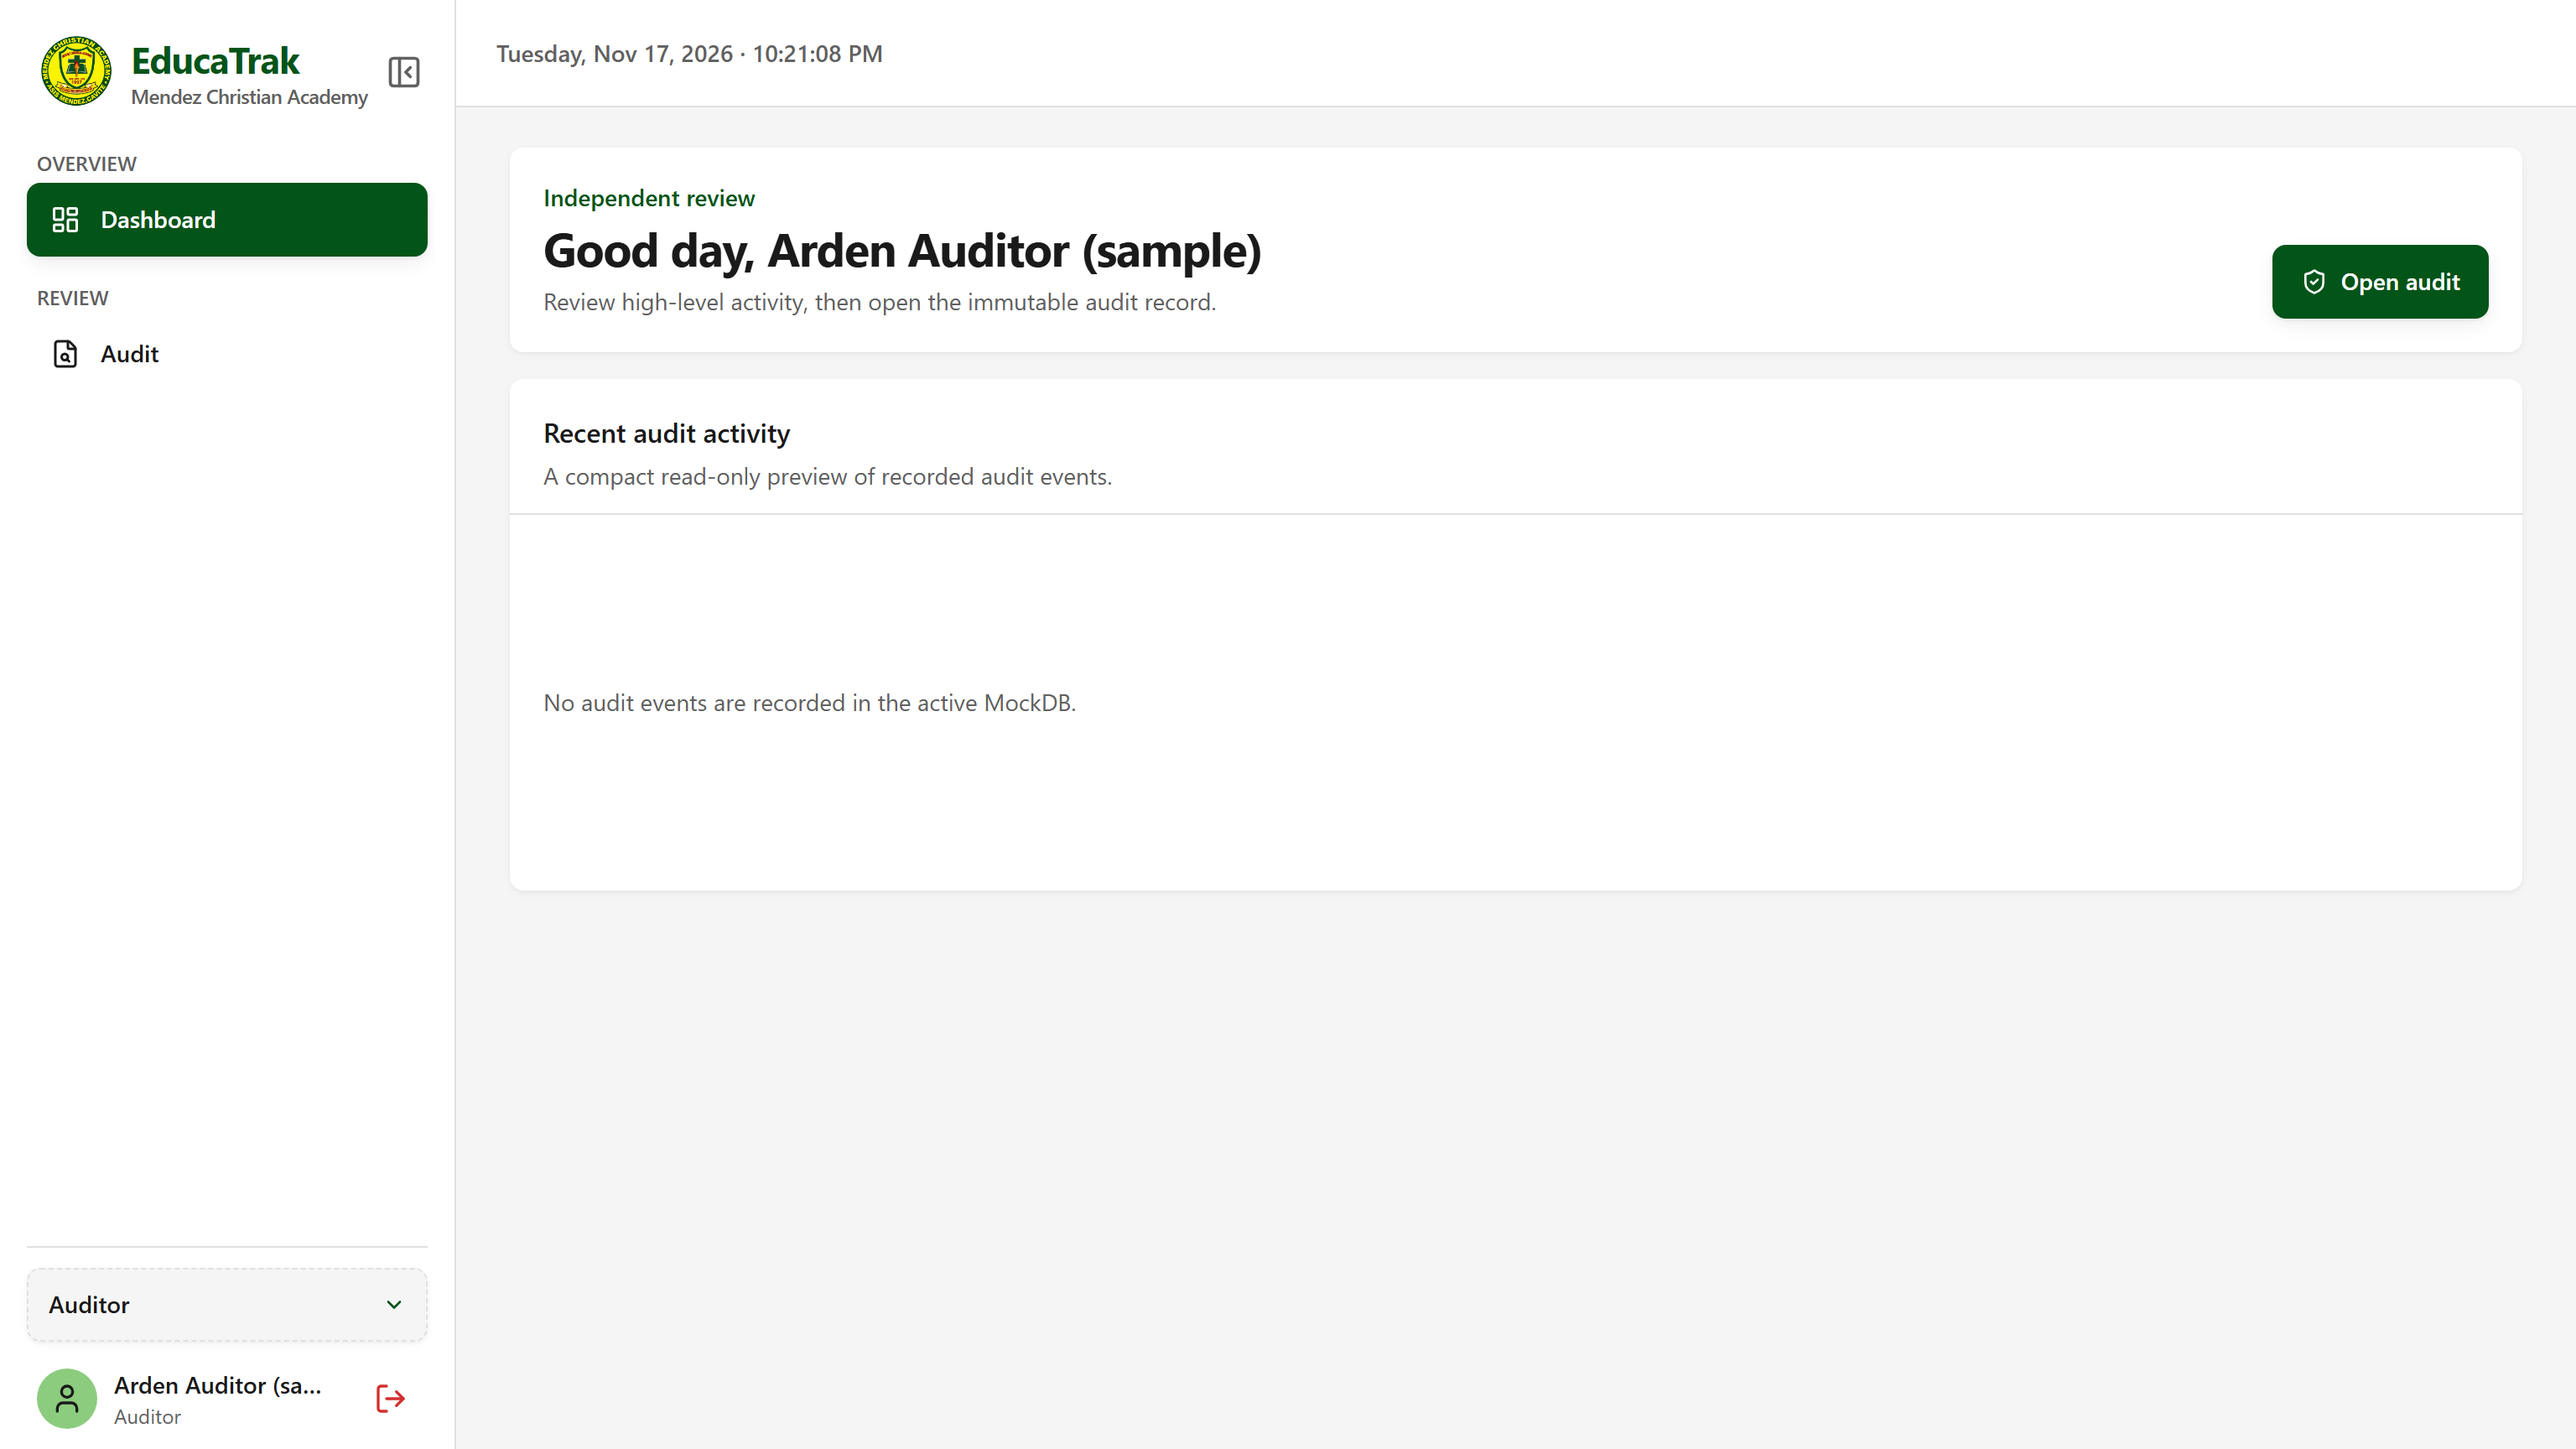 MENDEZ CHRISTIAN ACADEMY
EducaTrak
Mendez Christian Academy
OVERVIEW
Dashboard
REVIEW
Audit
Auditor
Arden Auditor (sa...
Auditor
Tuesday, Nov 17, 2026 · 10:21:08 PM
Independent review
Good day, Arden Auditor (sample)
Review high-level activity, then open the immutable audit record.
Open audit
Recent audit activity
A compact read-only preview of recorded audit events.
No audit events are recorded in the active MockDB.